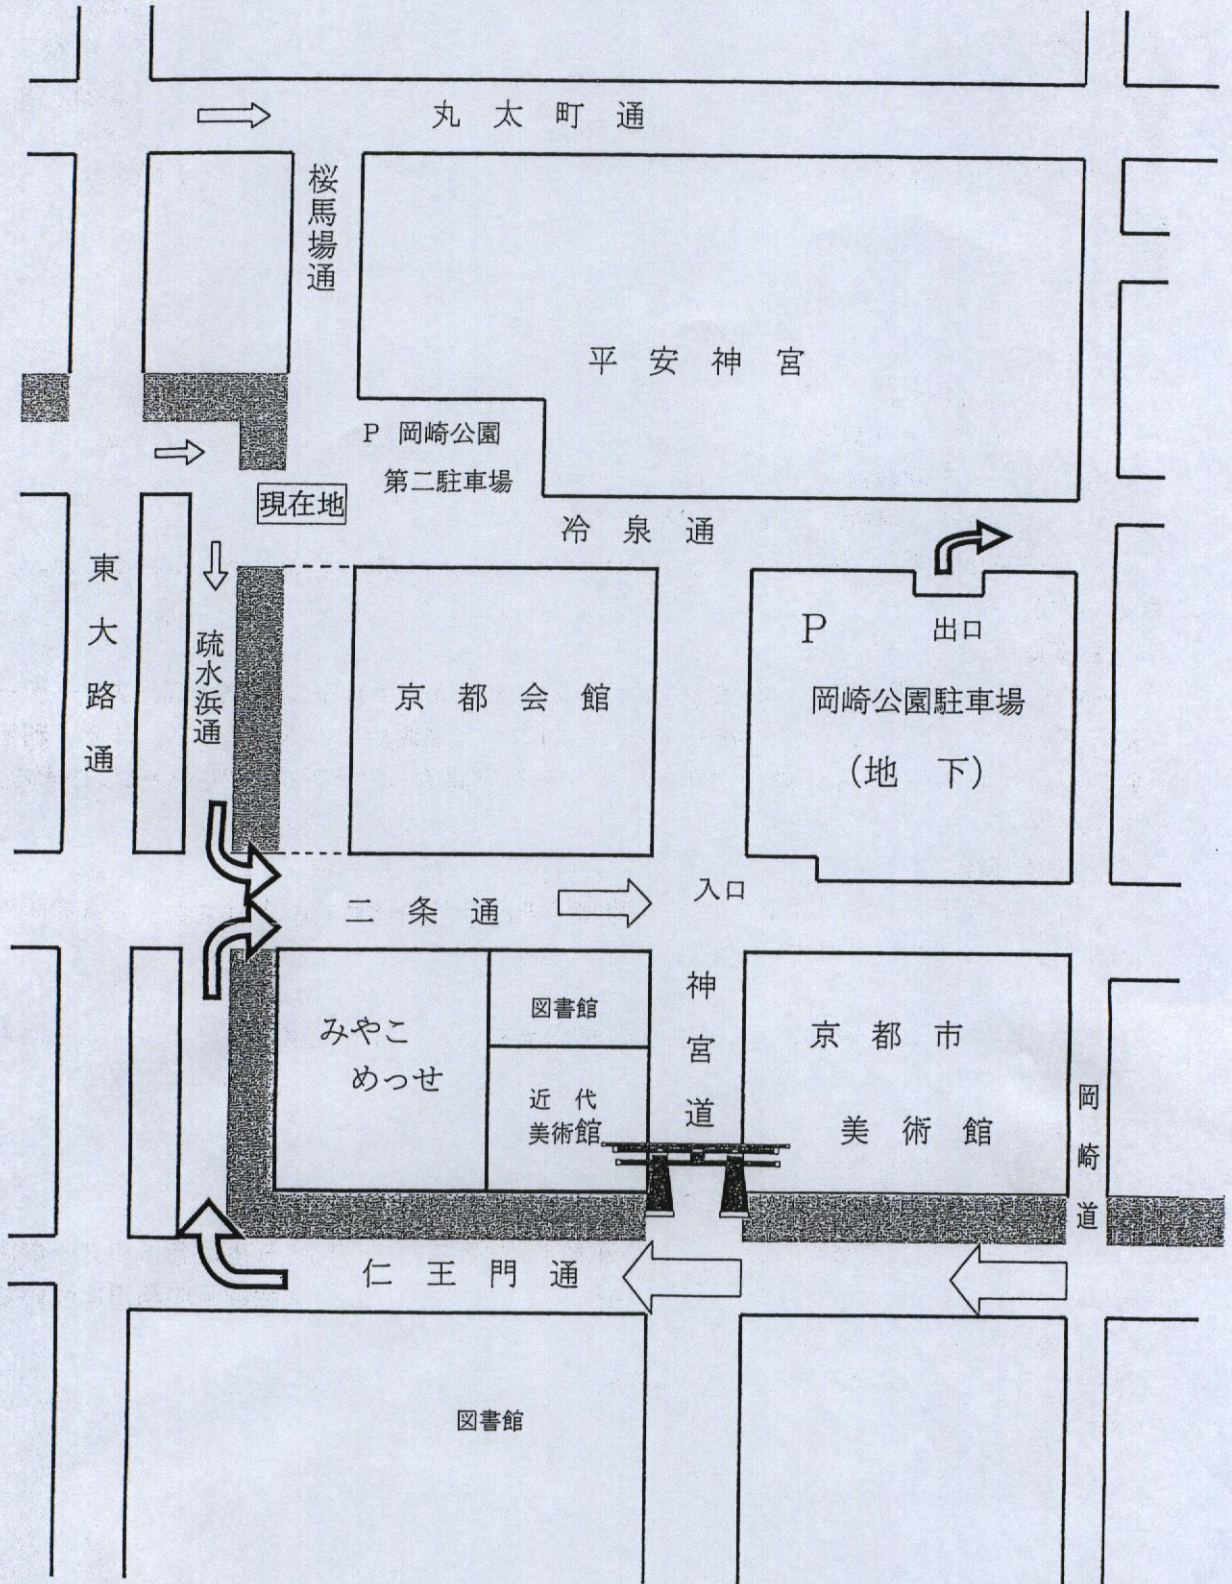 丸太町通
桜馬場通
平安神宮
P 岡崎公園
第二駐車場
現在地
冷泉通
東大路通
疏水浜通
京都会館
P
出口
岡崎公園駐車場
(地 下)
入口
二条通
神宮道
みやこ
めっせ
図書館
近 代
美術館
京都市
美術館
岡崎道
仁王門通
図書館